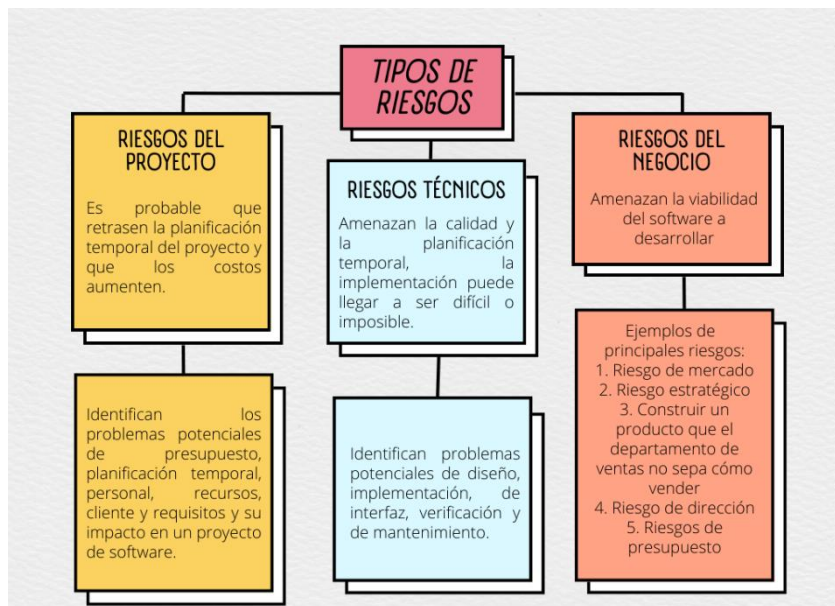 TIPOS DE
RIESGOS
RIESGOS DEL
PROYECTO
Es probable que
retrasen la planificación
temporal del proyecto y
que los costos
aumenten.
Identifican los
problemas potenciales
de presupuesto,
planificación temporal,
personal, recursos,
cliente y requisitos y su
impacto en un proyecto
de software.
RIESGOS TÉCNICOS
Amenazan la calidad y
la planificación
temporal, la
implementación puede
llegar a ser difícil o
imposible.
Identifican problemas
potenciales de diseño,
implementación, de
interfaz, verificación y
de mantenimiento.
RIESGOS DEL
NEGOCIO
Amenazan la viabilidad
del software a
desarrollar
Ejemplos de
principales riesgos:
1. Riesgo de mercado
2. Riesgo estratégico
3. Construir un
producto que el
departamento de
ventas no sepa cómo
vender
4. Riesgo de dirección
5. Riesgos de
presupuesto